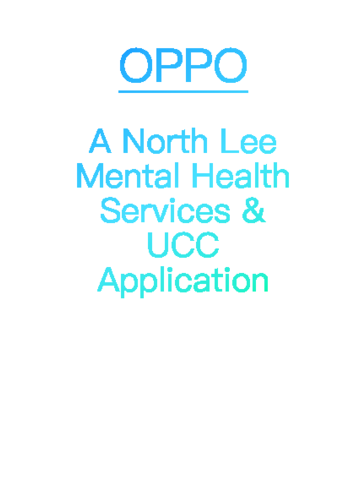 OPPO
A North Lee
Mental Health
Services &
UCC
Application